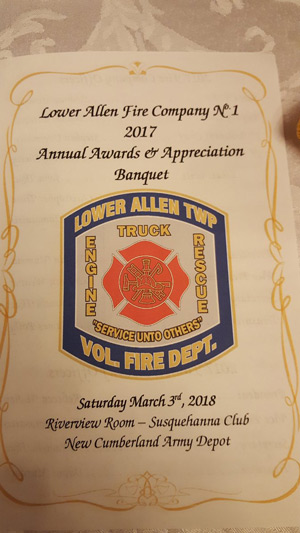 Lower Allen Fire Company Nº 1
2017
Annual Awards & Appreciation
Banquet
LOWER ALLEN TWP
TRUCK
ENGINE
RESCUE
"SERVICE UNTO OTHERS"
VOL. FIRE DEPT.
Saturday March 3rd, 2018
Riverview Room – Susquehanna Club
New Cumberland Army Depot